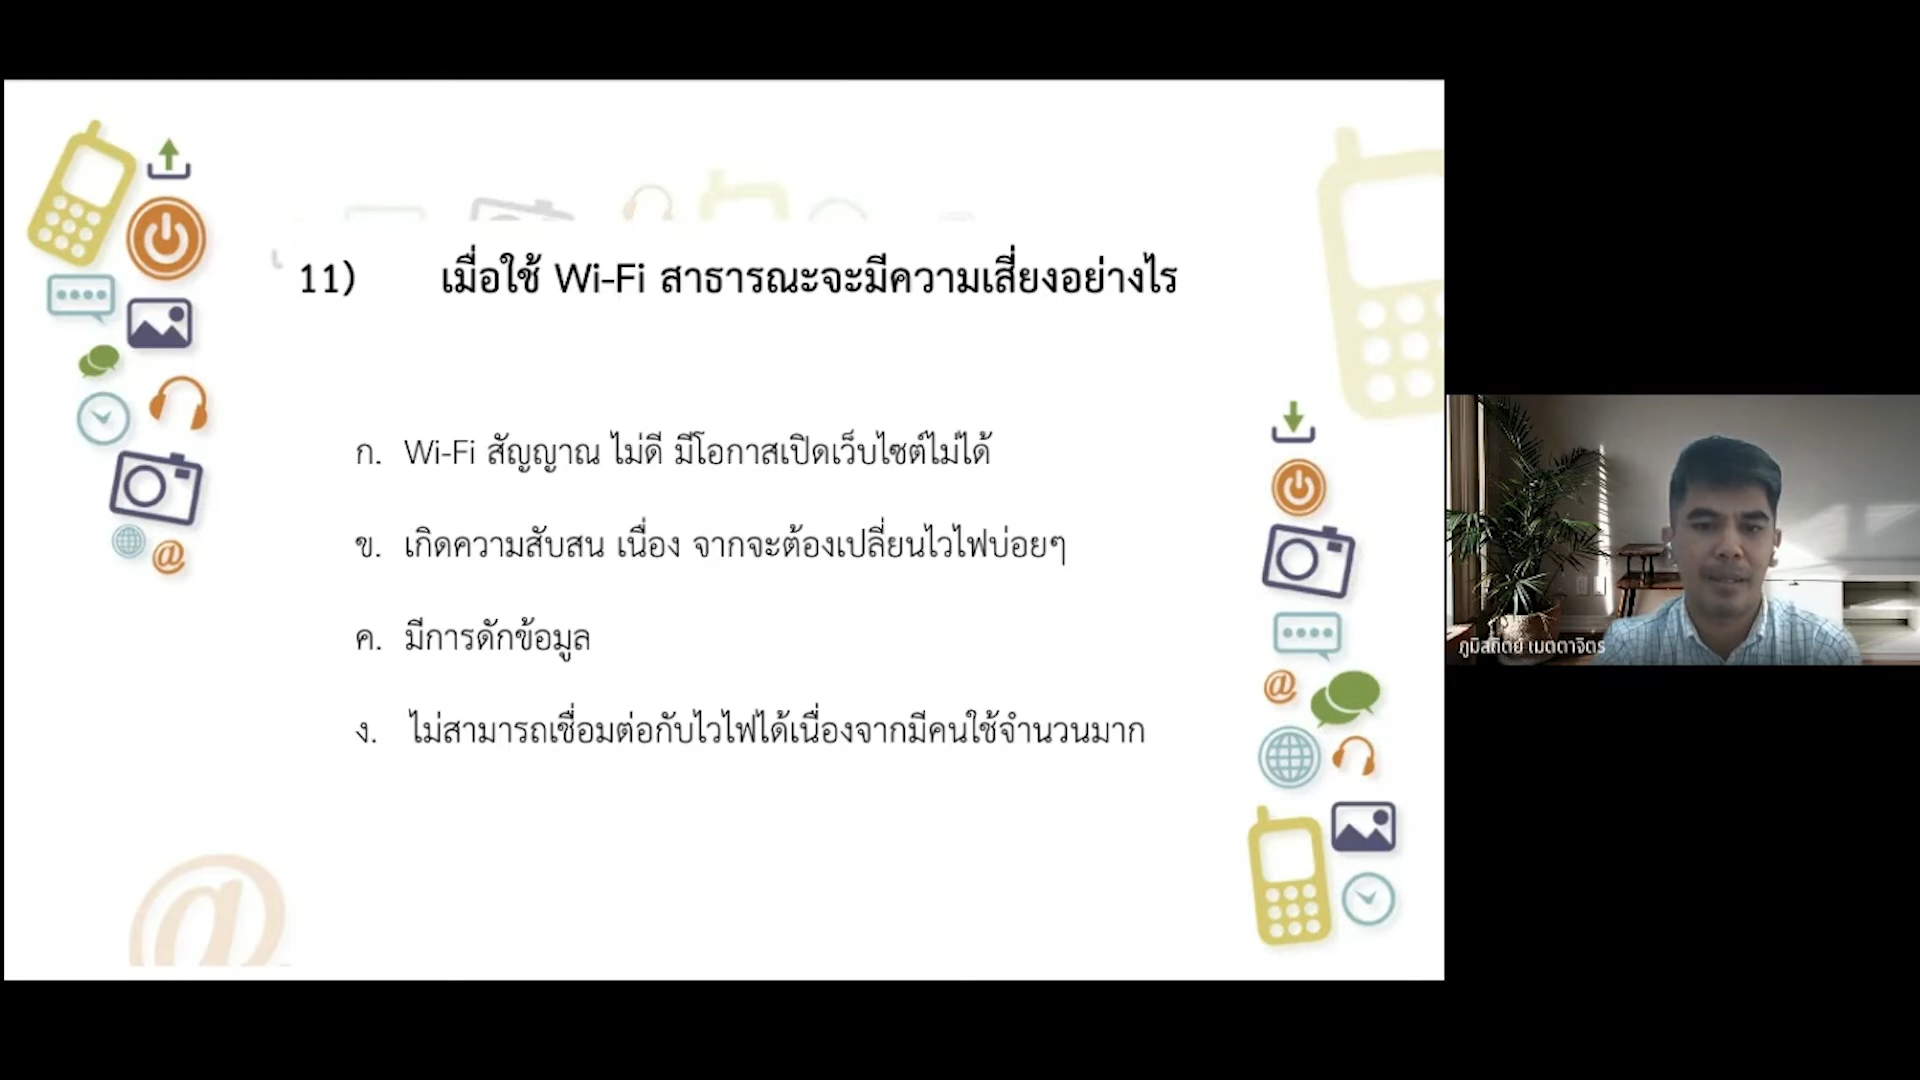 11) เมื่อใช้ Wi-Fi สาธารณะจะมีความเสี่ยงอย่างไร
ก. Wi-Fi สัญญาณ ไม่ดี มีโอกาสเปิดเว็บไซต์ไม่ได้
ข. เกิดความสับสน เนื่อง จากจะต้องเปลี่ยนไวไฟบ่อยๆ
ค. มีการดักข้อมูล
ง. ไม่สามารถเชื่อมต่อกับไวไฟได้เนื่องจากมีคนใช้จำนวนมาก
ภูมิสถิตย์ เมตตาจิตร